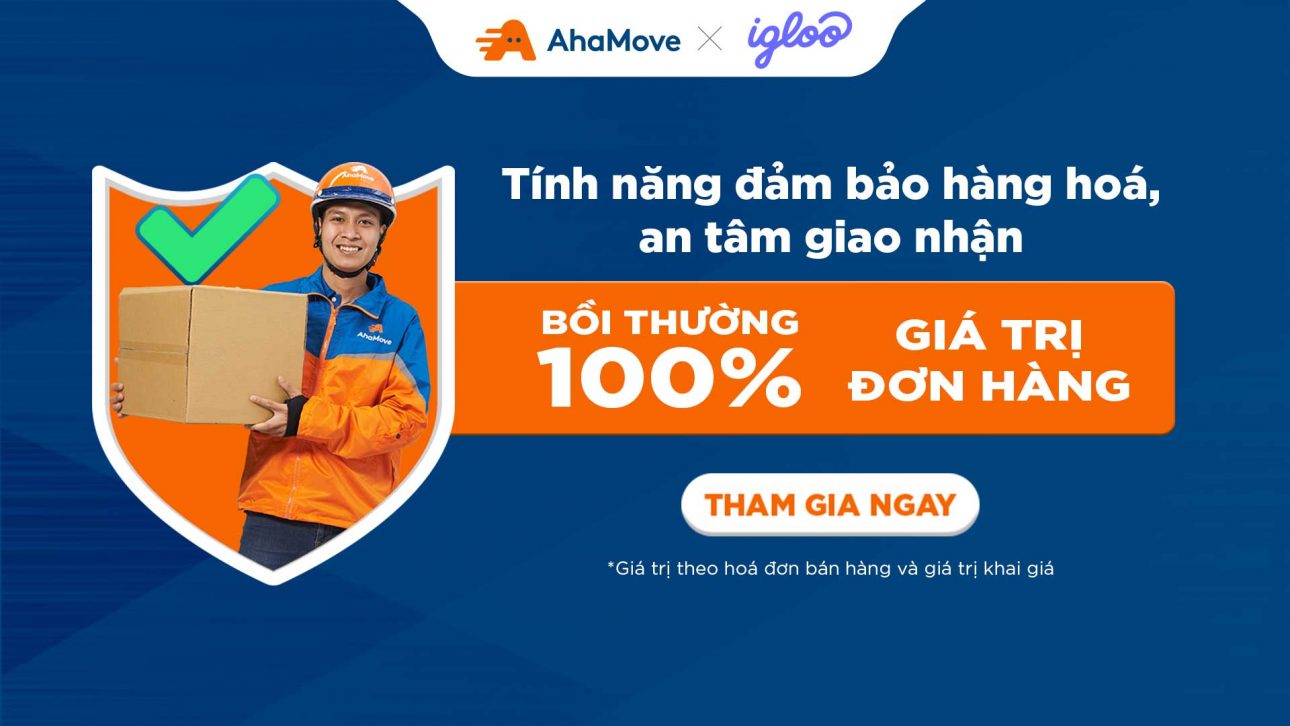 AhaMove × igloo
Tính năng đảm bảo hàng hoá,
an tâm giao nhận
AhaMove
AhaMove
BỒI THƯỜNG
100%
GIÁ TRỊ
ĐƠN HÀNG
THAM GIA NGAY
*Giá trị theo hoá đơn bán hàng và giá trị khai giá